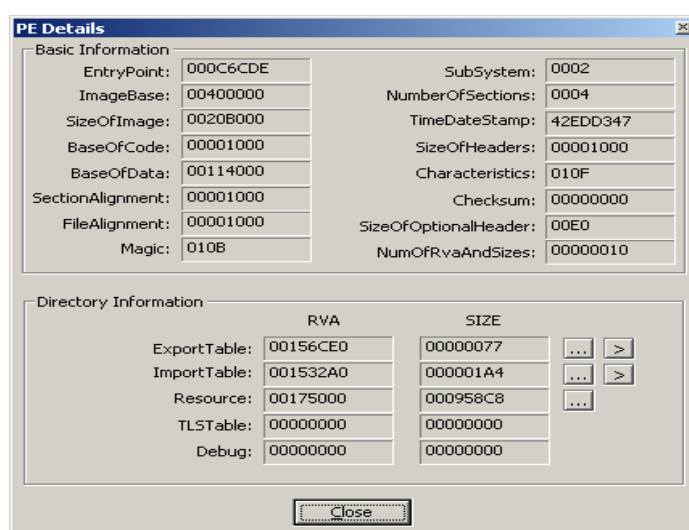 PE Details
Basic Information
EntryPoint: 000C6CDE SubSystem: 0002
ImageBase: 00400000 NumberOfSections: 0004
SizeOfImage: 0020B000 TimeDateStamp: 42EDD347
BaseOfCode: 00001000 SizeOfHeaders: 00001000
BaseOfData: 00114000 Characteristics: 010F
SectionAlignment: 00001000 Checksum: 00000000
FileAlignment: 00001000 SizeOfOptionalHeader: 00E0
Magic: 010B NumOfRvaAndSizes: 00000010
Directory Information
RVA SIZE
ExportTable: 00156CE0 00000077 ... >
ImportTable: 001532A0 000001A4 ... >
Resource: 00175000 000958C8 ...
TLSTable: 00000000 00000000
Debug: 00000000 00000000
Close